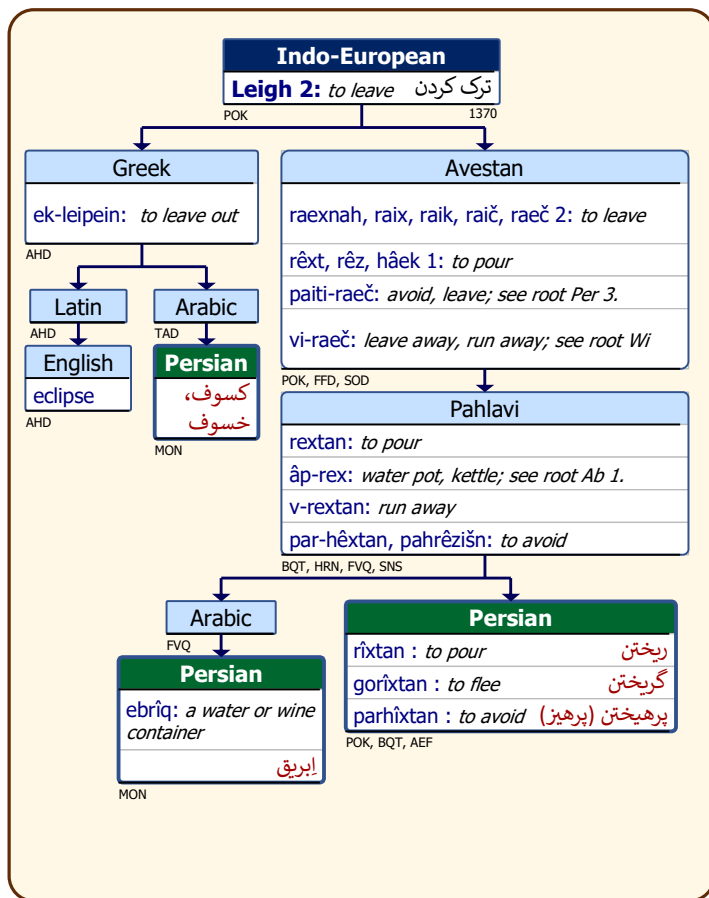 Indo-European
Leigh 2: to leave ترک کردن
POK 1370
Greek
ek-leipein: to leave out
AHD
Avestan
raexnah, raix, raik, raič, raeč 2: to leave
rêxt, rêz, hâek 1: to pour
paiti-raeč: avoid, leave; see root Per 3.
vi-raeč: leave away, run away; see root Wi
POK, FFD, SOD
Latin
AHD
Arabic
TAD
English
eclipse
AHD
Persian
کسوف،
خسوف
MON
Pahlavi
rextan: to pour
âp-rex: water pot, kettle; see root Ab 1.
v-rextan: run away
par-hêxtan, pahrêzišn: to avoid
BQT, HRN, FVQ, SNS
Arabic
FVQ
Persian
ebrîq: a water or wine
container
اِبریق
MON
Persian
rîxtan : to pour ریختن
gorîxtan : to flee گریختن
parhîxtan : to avoid پرهیختن (پرهیز)
POK, BQT, AEF